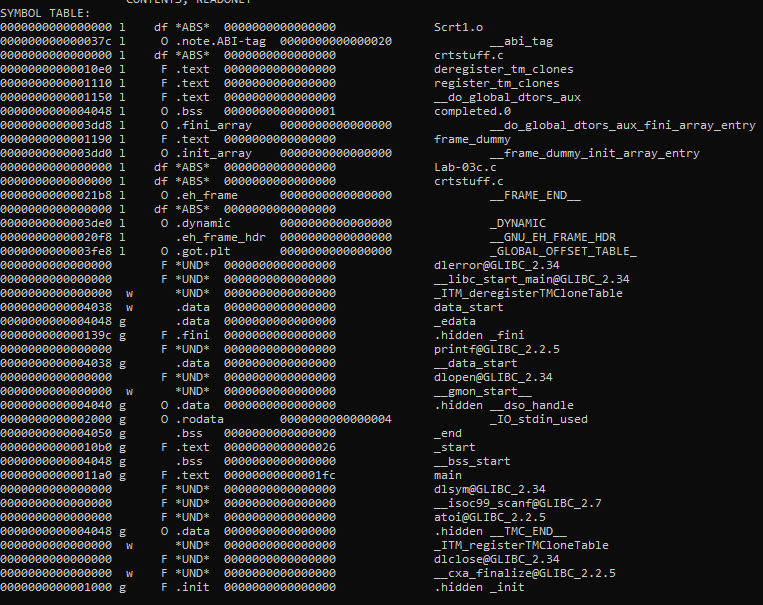 CONTENTS, READONLY
SYMBOL TABLE:
0000000000000000 l    df *ABS*  0000000000000000              Scrt1.o
000000000000037c l     O .note.ABI-tag  0000000000000020              __abi_tag
0000000000000000 l    df *ABS*  0000000000000000              crtstuff.c
00000000000010e0 l     F .text  0000000000000000              deregister_tm_clones
0000000000001110 l     F .text  0000000000000000              register_tm_clones
0000000000001150 l     F .text  0000000000000000              __do_global_dtors_aux
0000000000004048 l     O .bss   0000000000000001              completed.0
0000000000003dd8 l     O .fini_array    0000000000000000              __do_global_dtors_aux_fini_array_entry
0000000000001190 l     F .text  0000000000000000              frame_dummy
0000000000003dd0 l     O .init_array    0000000000000000              __frame_dummy_init_array_entry
0000000000000000 l    df *ABS*  0000000000000000              Lab-03c.c
0000000000000000 l    df *ABS*  0000000000000000              crtstuff.c
00000000000021b8 l     O .eh_frame      0000000000000000              __FRAME_END__
0000000000000000 l    df *ABS*  0000000000000000
0000000000003de0 l     O .dynamic       0000000000000000              _DYNAMIC
00000000000020f8 l       .eh_frame_hdr  0000000000000000              __GNU_EH_FRAME_HDR
0000000000003fe8 l     O .got.plt       0000000000000000              _GLOBAL_OFFSET_TABLE_
0000000000000000       F *UND*  0000000000000000              dlerror@GLIBC_2.34
0000000000000000       F *UND*  0000000000000000              __libc_start_main@GLIBC_2.34
0000000000000000  w      *UND*  0000000000000000              _ITM_deregisterTMCloneTable
0000000000004038  w      .data  0000000000000000              data_start
0000000000004048 g       .data  0000000000000000              _edata
000000000000139c g     F .fini  0000000000000000              .hidden _fini
0000000000000000       F *UND*  0000000000000000              printf@GLIBC_2.2.5
0000000000004038 g       .data  0000000000000000              __data_start
0000000000000000       F *UND*  0000000000000000              dlopen@GLIBC_2.34
0000000000000000  w      *UND*  0000000000000000              __gmon_start__
0000000000004040 g     O .data  0000000000000000              .hidden __dso_handle
0000000000002000 g     O .rodata        0000000000000004              _IO_stdin_used
0000000000004050 g       .bss   0000000000000000              _end
00000000000010b0 g     F .text  0000000000000026              _start
0000000000004048 g       .bss   0000000000000000              __bss_start
00000000000011a0 g     F .text  00000000000001fc              main
0000000000000000       F *UND*  0000000000000000              dlsym@GLIBC_2.34
0000000000000000       F *UND*  0000000000000000              __isoc99_scanf@GLIBC_2.7
0000000000000000       F *UND*  0000000000000000              atoi@GLIBC_2.2.5
0000000000004048 g     O .data  0000000000000000              .hidden __TMC_END__
0000000000000000  w      *UND*  0000000000000000              _ITM_registerTMCloneTable
0000000000000000       F *UND*  0000000000000000              dlclose@GLIBC_2.34
0000000000000000  w    F *UND*  0000000000000000              __cxa_finalize@GLIBC_2.2.5
0000000000001000 g     F .init  0000000000000000              .hidden _init